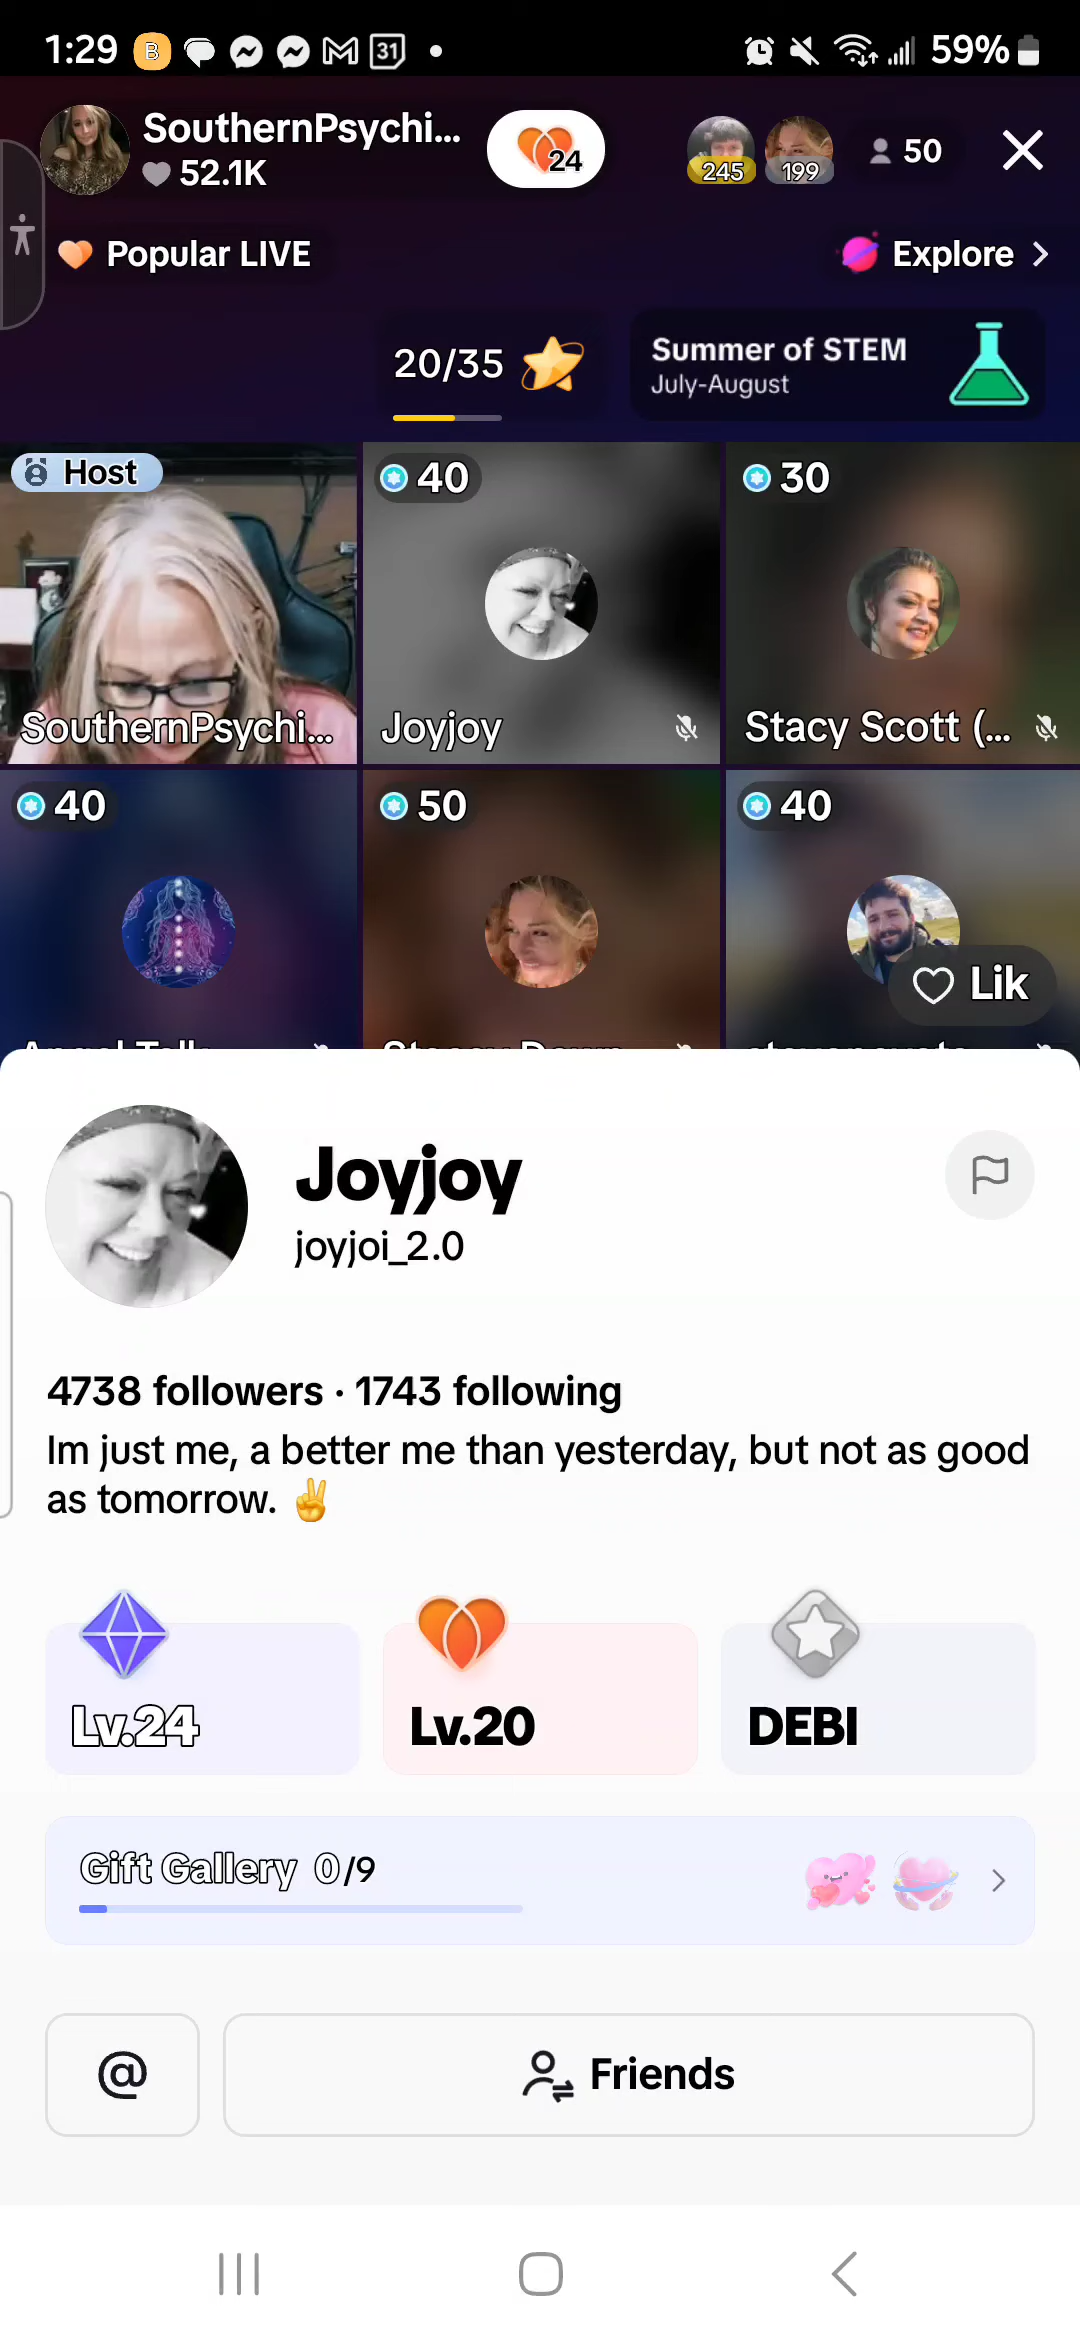 1:29
59%
SouthernPsychi...
52.1K
24
245
199
50
Popular LIVE
Explore
20/35
Summer of STEM
July-August
Host
SouthernPsychi...
40
Joyjoy
30
Stacy Scott (...
40
50
40
Lik
Joyjoy
joyjoi_2.0
4738 followers · 1743 following
Im just me, a better me than yesterday, but not as good
as tomorrow. ✌️
Lv.24
Lv.20
DEBI
Gift Gallery 0/9
@
Friends